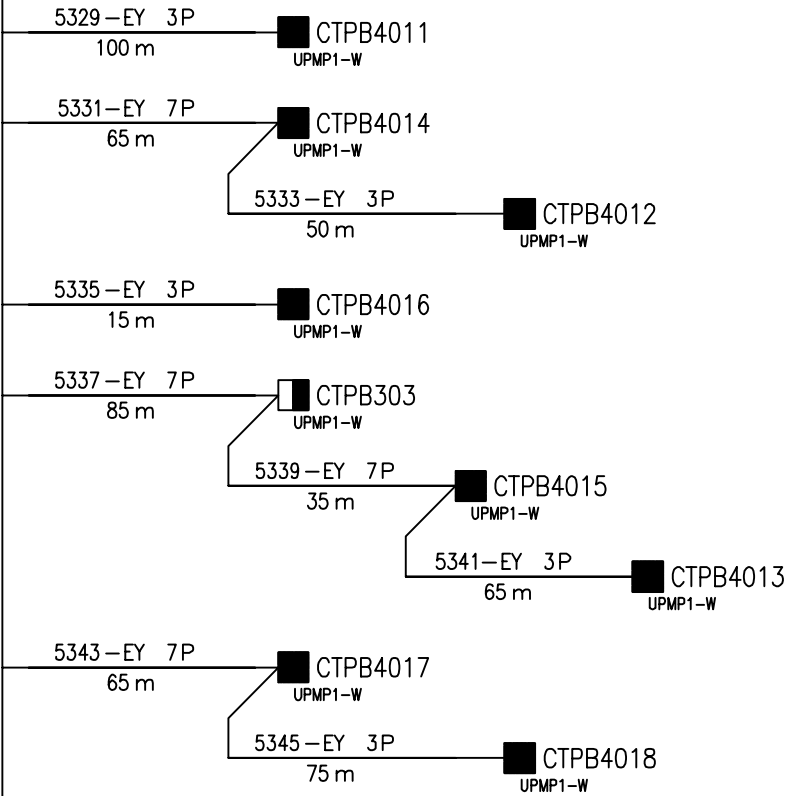 5329-EY 3P
100 m
CTPB4011
UPMP1-W
5331-EY 7P
65 m
CTPB4014
UPMP1-W
5333-EY 3P
50 m
CTPB4012
UPMP1-W
5335-EY 3P
15 m
CTPB4016
UPMP1-W
5337-EY 7P
85 m
CTPB303
UPMP1-W
5339-EY 7P
35 m
CTPB4015
UPMP1-W
5341-EY 3P
65 m
CTPB4013
UPMP1-W
5343-EY 7P
65 m
CTPB4017
UPMP1-W
5345-EY 3P
75 m
CTPB4018
UPMP1-W